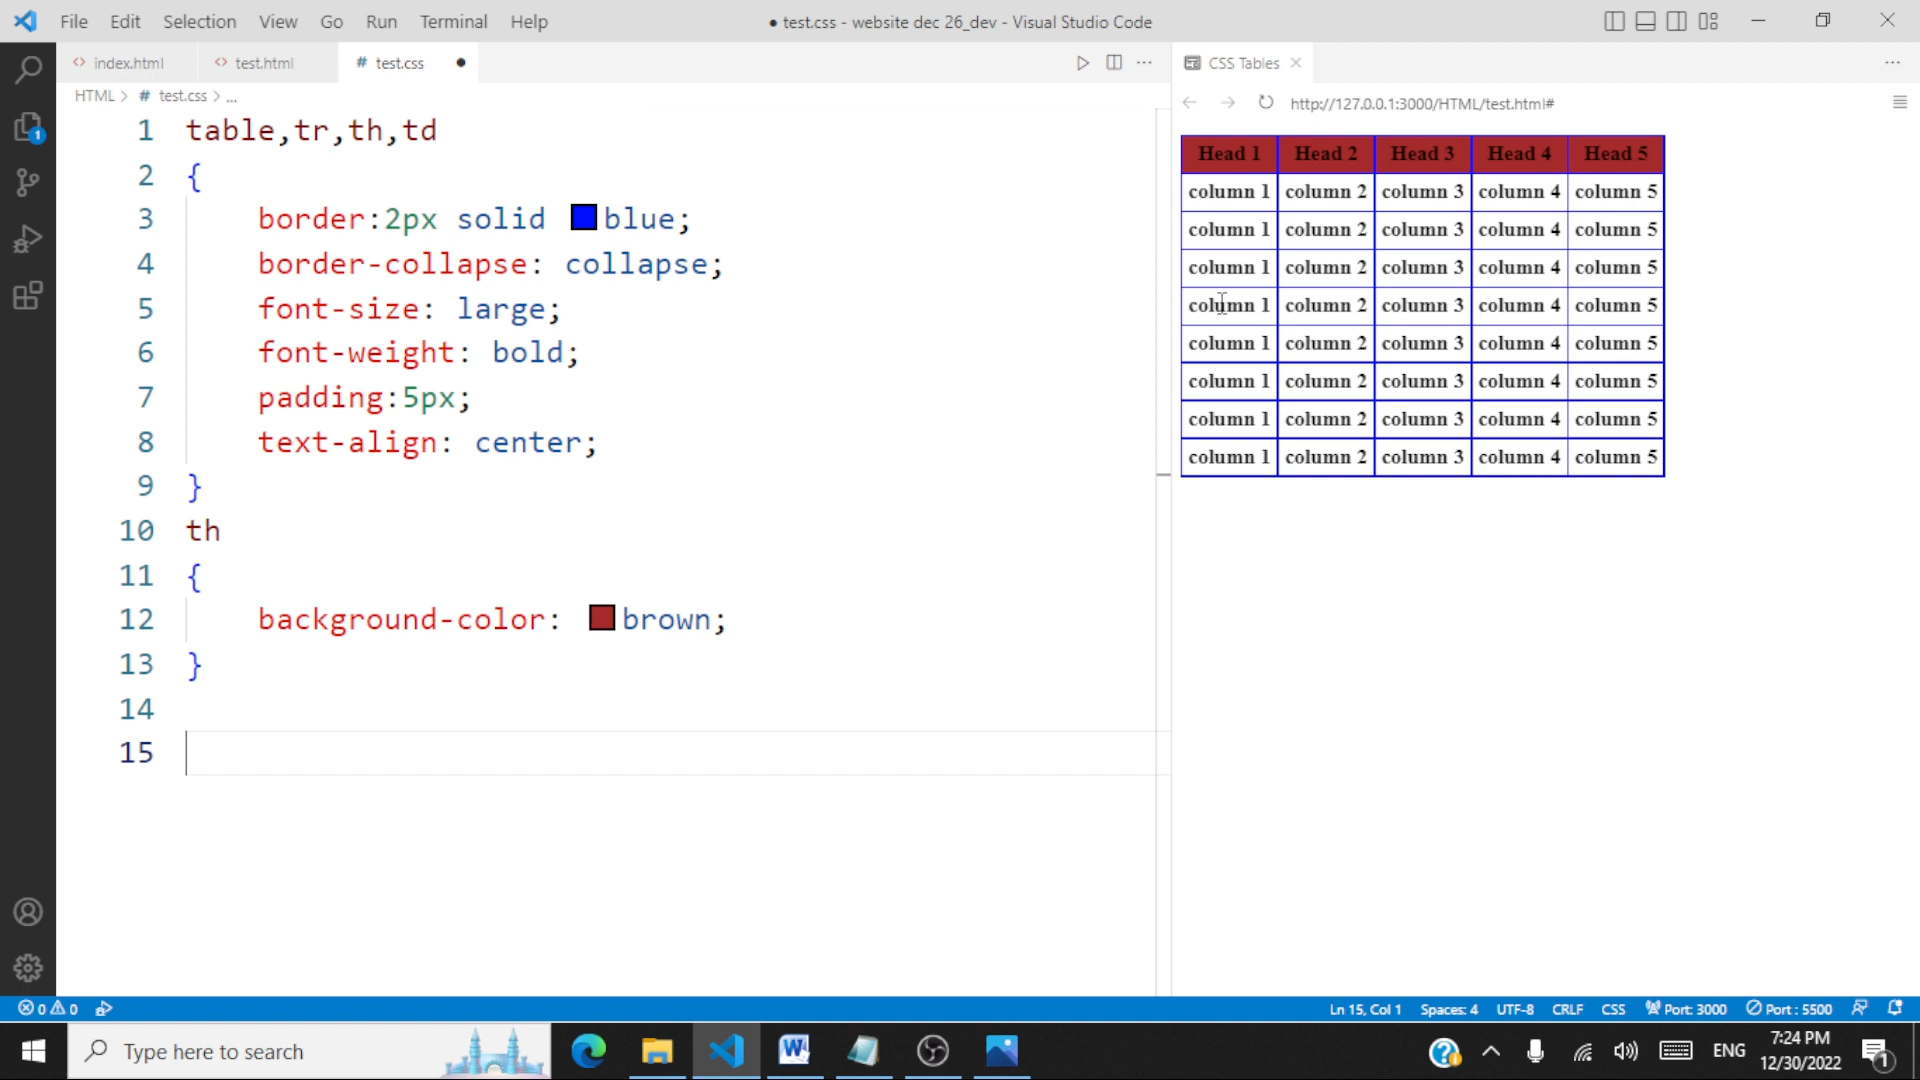 File Edit Selection View Go Run Terminal Help
● test.css - website dec 26_dev - Visual Studio Code
index.html
test.html
# test.css ●
CSS Tables
HTML > # test.css > ...
http://127.0.0.1:3000/HTML/test.html#
1 table,tr,th,td
2 {
3 border:2px solid blue;
4 border-collapse: collapse;
5 font-size: large;
6 font-weight: bold;
7 padding:5px;
8 text-align: center;
9 }
10 th
11 {
12 background-color: brown;
13 }
14
15
Head 1 Head 2 Head 3 Head 4 Head 5
column 1 column 2 column 3 column 4 column 5
column 1 column 2 column 3 column 4 column 5
column 1 column 2 column 3 column 4 column 5
column 1 column 2 column 3 column 4 column 5
column 1 column 2 column 3 column 4 column 5
column 1 column 2 column 3 column 4 column 5
column 1 column 2 column 3 column 4 column 5
column 1 column 2 column 3 column 4 column 5
1
0 0
Ln 15, Col 1 Spaces: 4 UTF-8 CRLF CSS Port: 3000 Port : 5500
Type here to search
ENG
7:24 PM
12/30/2022
1